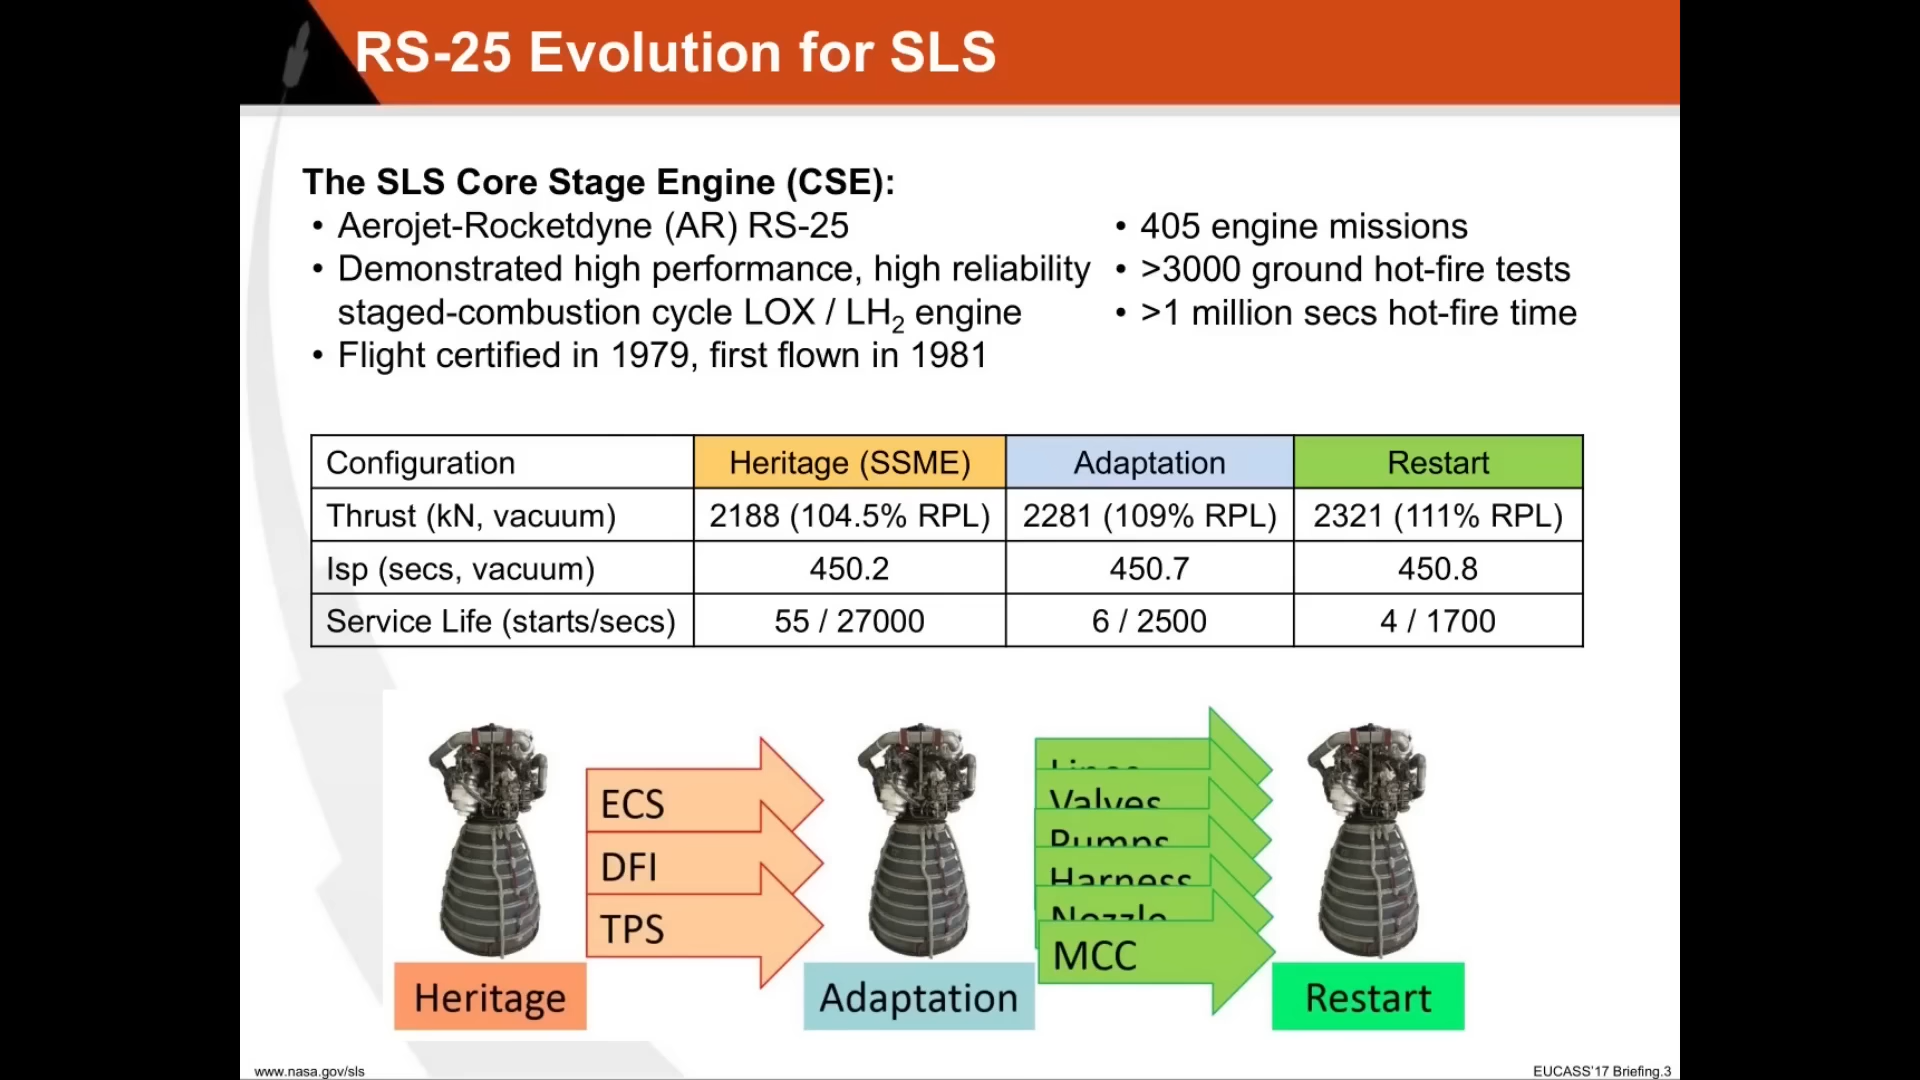 RS-25 Evolution for SLS
The SLS Core Stage Engine (CSE):
• Aerojet-Rocketdyne (AR) RS-25
• Demonstrated high performance, high reliability
staged-combustion cycle LOX / LH₂ engine
• Flight certified in 1979, first flown in 1981
• 405 engine missions
• >3000 ground hot-fire tests
• >1 million secs hot-fire time
Configuration Heritage (SSME) Adaptation Restart
Thrust (kN, vacuum) 2188 (104.5% RPL) 2281 (109% RPL) 2321 (111% RPL)
Isp (secs, vacuum) 450.2 450.7 450.8
Service Life (starts/secs) 55 / 27000 6 / 2500 4 / 1700
ECS
DFI
TPS
Lines
Valves
Pumps
Harness
Nozzle
MCC
Heritage
Adaptation
Restart
www.nasa.gov/sls
EUCASS'17 Briefing.3